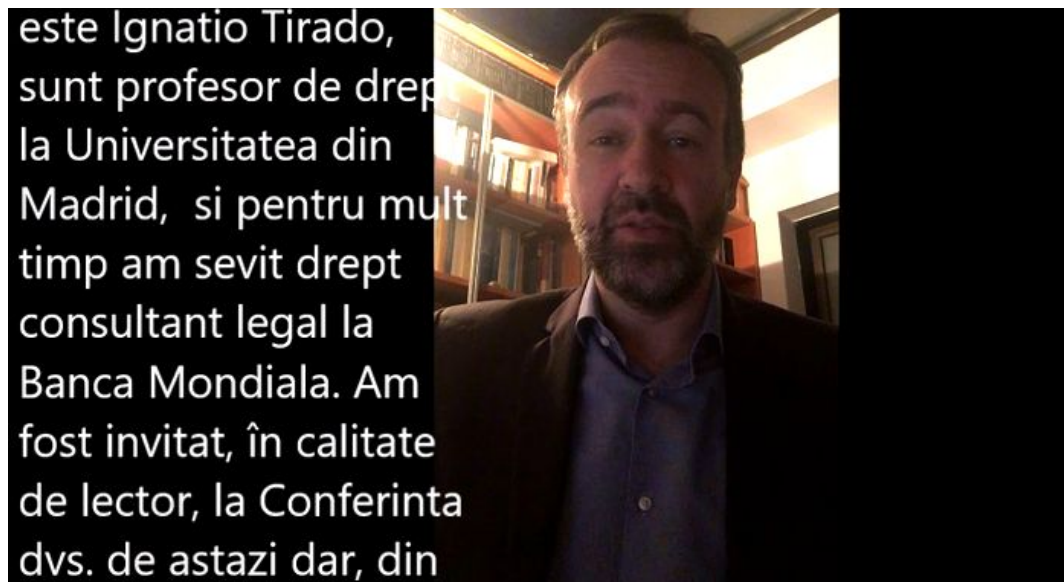 este Ignatio Tirado,
sunt profesor de drep
la Universitatea din
Madrid, si pentru mult
timp am sevit drept
consultant legal la
Banca Mondiala. Am
fost invitat, în calitate
de lector, la Conferinta
dvs. de astazi dar, din